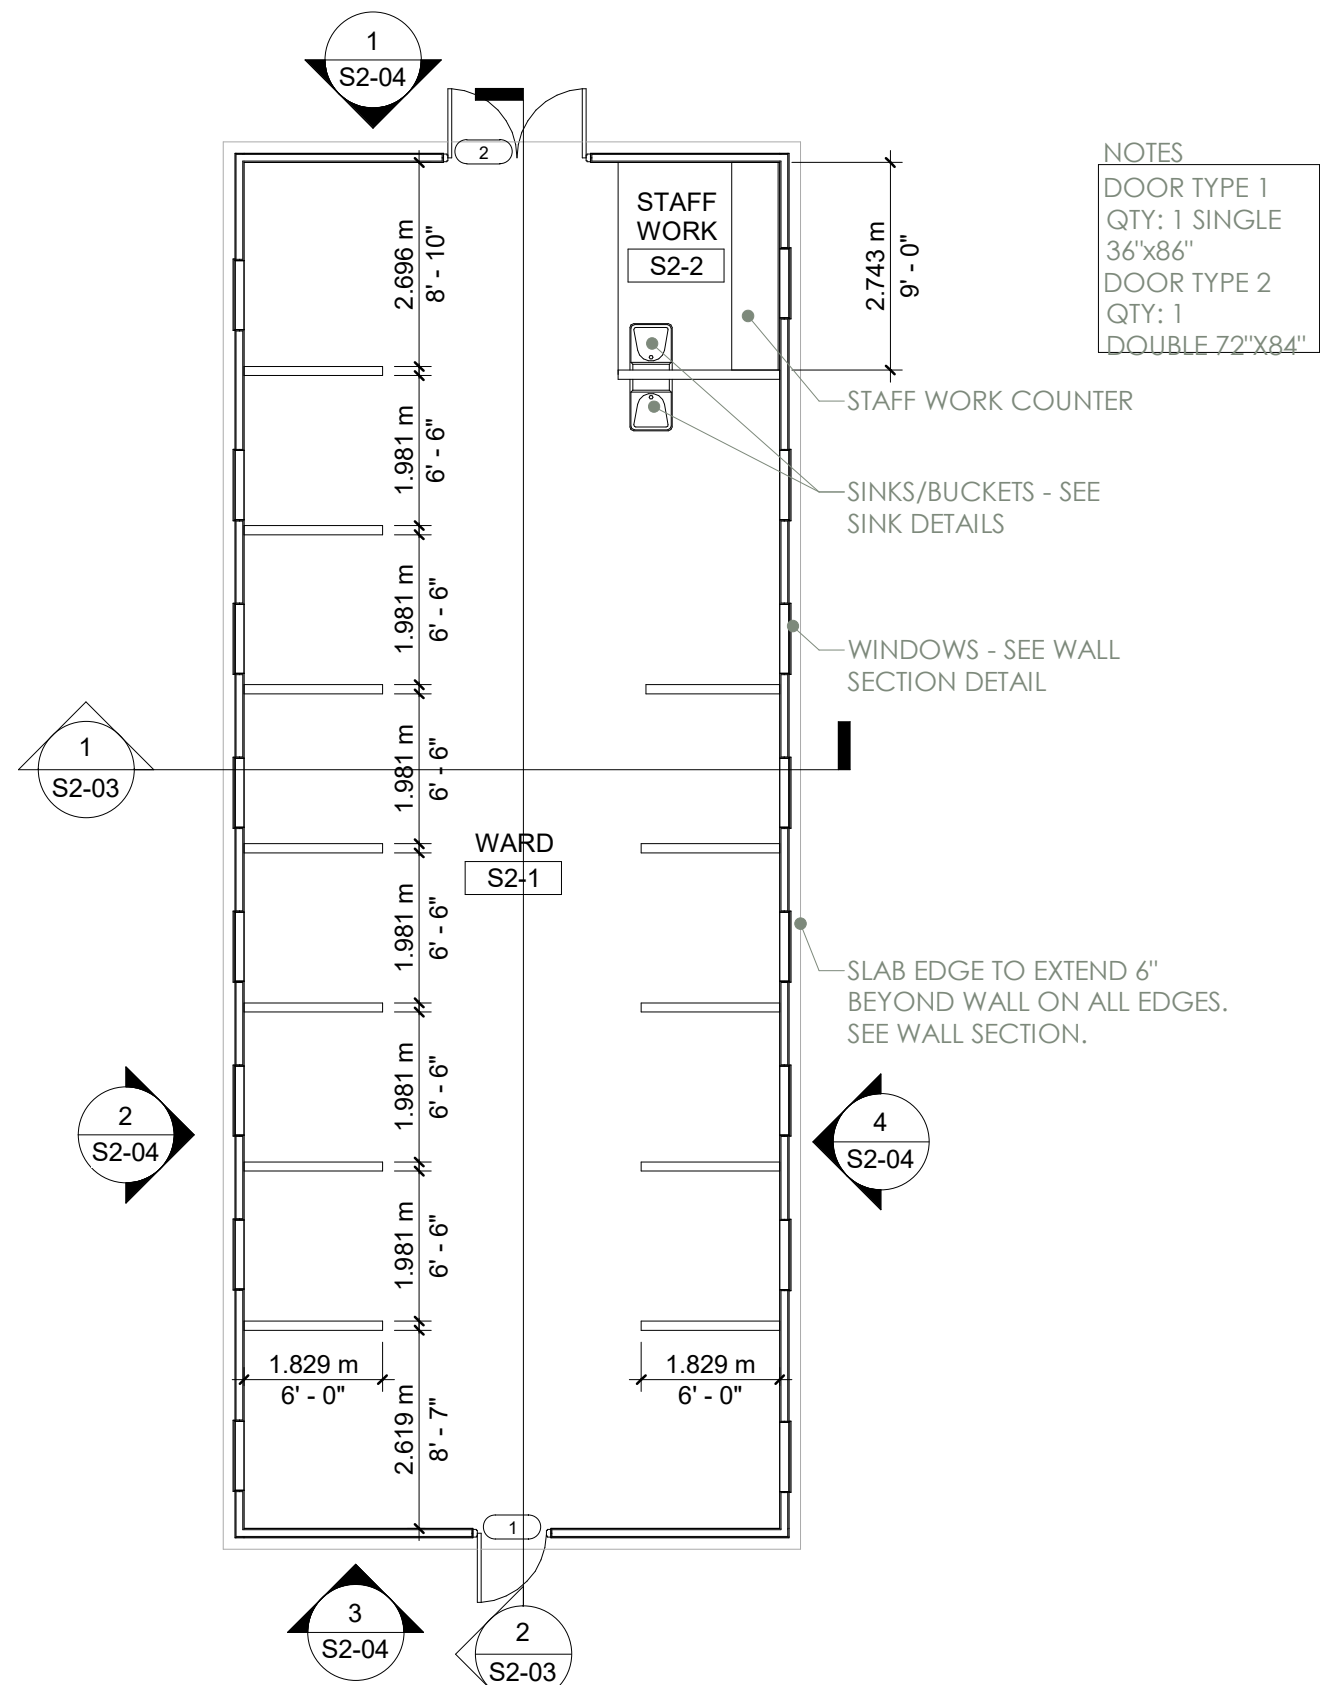 1
S2-04
2
NOTES
DOOR TYPE 1
QTY: 1 SINGLE
36"x86"
DOOR TYPE 2
QTY: 1
DOUBLE 72"X84"
STAFF
WORK
S2-2
2.696 m
8' - 10"
2.743 m
9' - 0"
STAFF WORK COUNTER
1.981 m
6' - 6"
SINKS/BUCKETS - SEE
SINK DETAILS
1.981 m
6' - 6"
WINDOWS - SEE WALL
SECTION DETAIL
1
S2-03
1.981 m
6' - 6"
WARD
S2-1
1.981 m
6' - 6"
SLAB EDGE TO EXTEND 6"
BEYOND WALL ON ALL EDGES.
SEE WALL SECTION.
2
S2-04
1.981 m
6' - 6"
4
S2-04
1.981 m
6' - 6"
1.829 m
6' - 0"
1.829 m
6' - 0"
2.619 m
8' - 7"
1
3
S2-04
2
S2-03